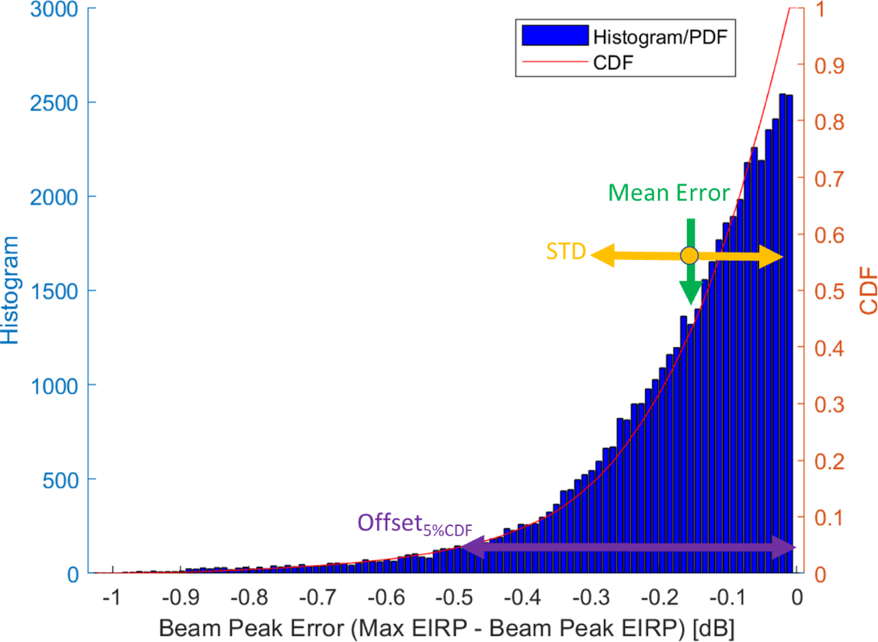 3000
2500
2000
1500
1000
500
0
Histogram
Histogram/PDF
CDF
Mean Error
STD
Offset5%CDF
1
0.9
0.8
0.7
0.6
0.5
0.4
0.3
0.2
0.1
0
CDF
-1 -0.9 -0.8 -0.7 -0.6 -0.5 -0.4 -0.3 -0.2 -0.1 0
Beam Peak Error (Max EIRP - Beam Peak EIRP) [dB]